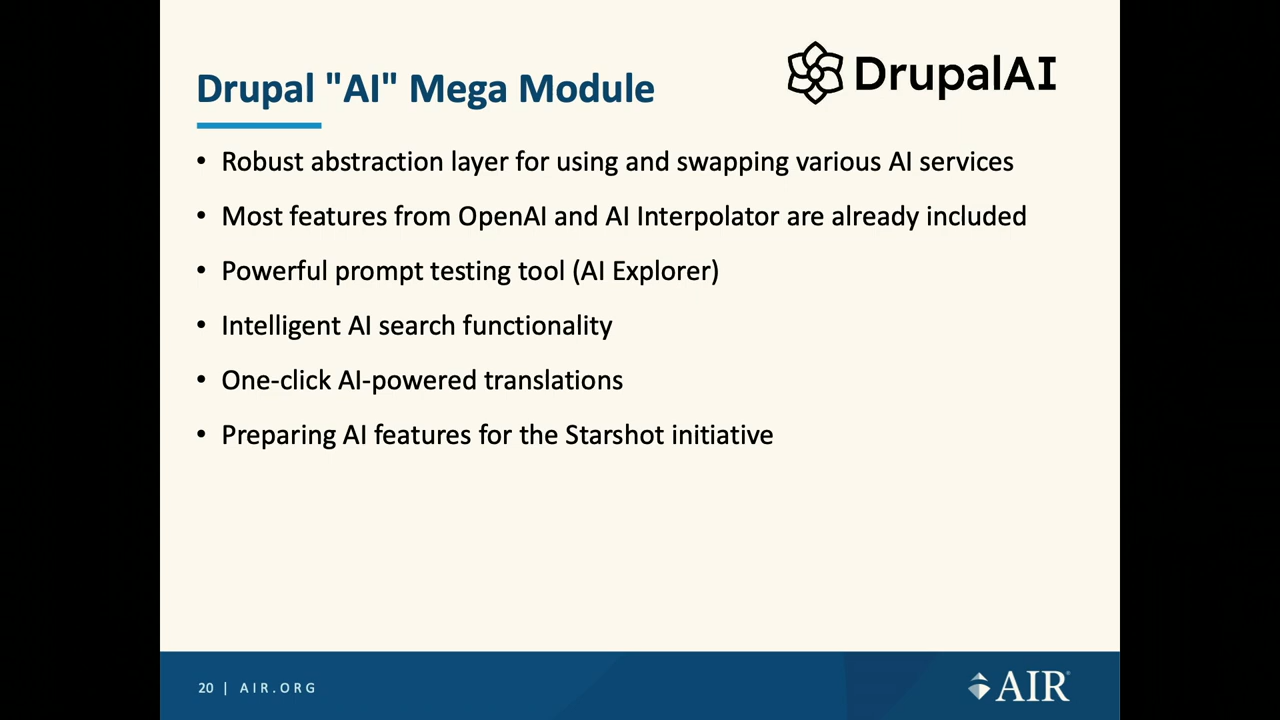 Drupal "AI" Mega Module
DrupalAI
• Robust abstraction layer for using and swapping various AI services
• Most features from OpenAI and AI Interpolator are already included
• Powerful prompt testing tool (AI Explorer)
• Intelligent AI search functionality
• One-click AI-powered translations
• Preparing AI features for the Starshot initiative
20 | AIR.ORG
AIR®